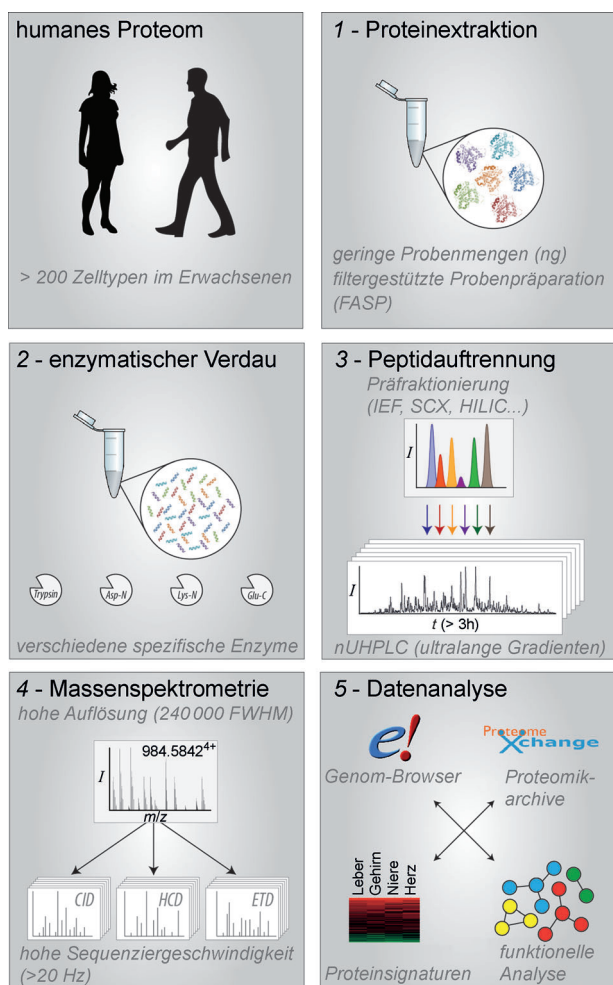 humanes Proteom
> 200 Zelltypen im Erwachsenen
1 - Proteinextraktion
geringe Probenmengen (ng)
filtergestützte Probenpräparation
(FASP)
2 - enzymatischer Verdau
Trypsin
Asp-N
Lys-N
Glu-C
verschiedene spezifische Enzyme
3 - Peptidauftrennung
Präfraktionierung
(IEF, SCX, HILIC...)
I
I
t (> 3h)
nUHPLC (ultralange Gradienten)
4 - Massenspektrometrie
hohe Auflösung (240 000 FWHM)
984.5842⁴⁺
I
m/z
CID
HCD
ETD
hohe Sequenziergeschwindigkeit
(>20 Hz)
5 - Datenanalyse
e!
Genom-Browser
Proteome
Xchange
Proteomik-
archive
Leber
Gehirn
Niere
Herz
Proteinsignaturen
funktionelle
Analyse